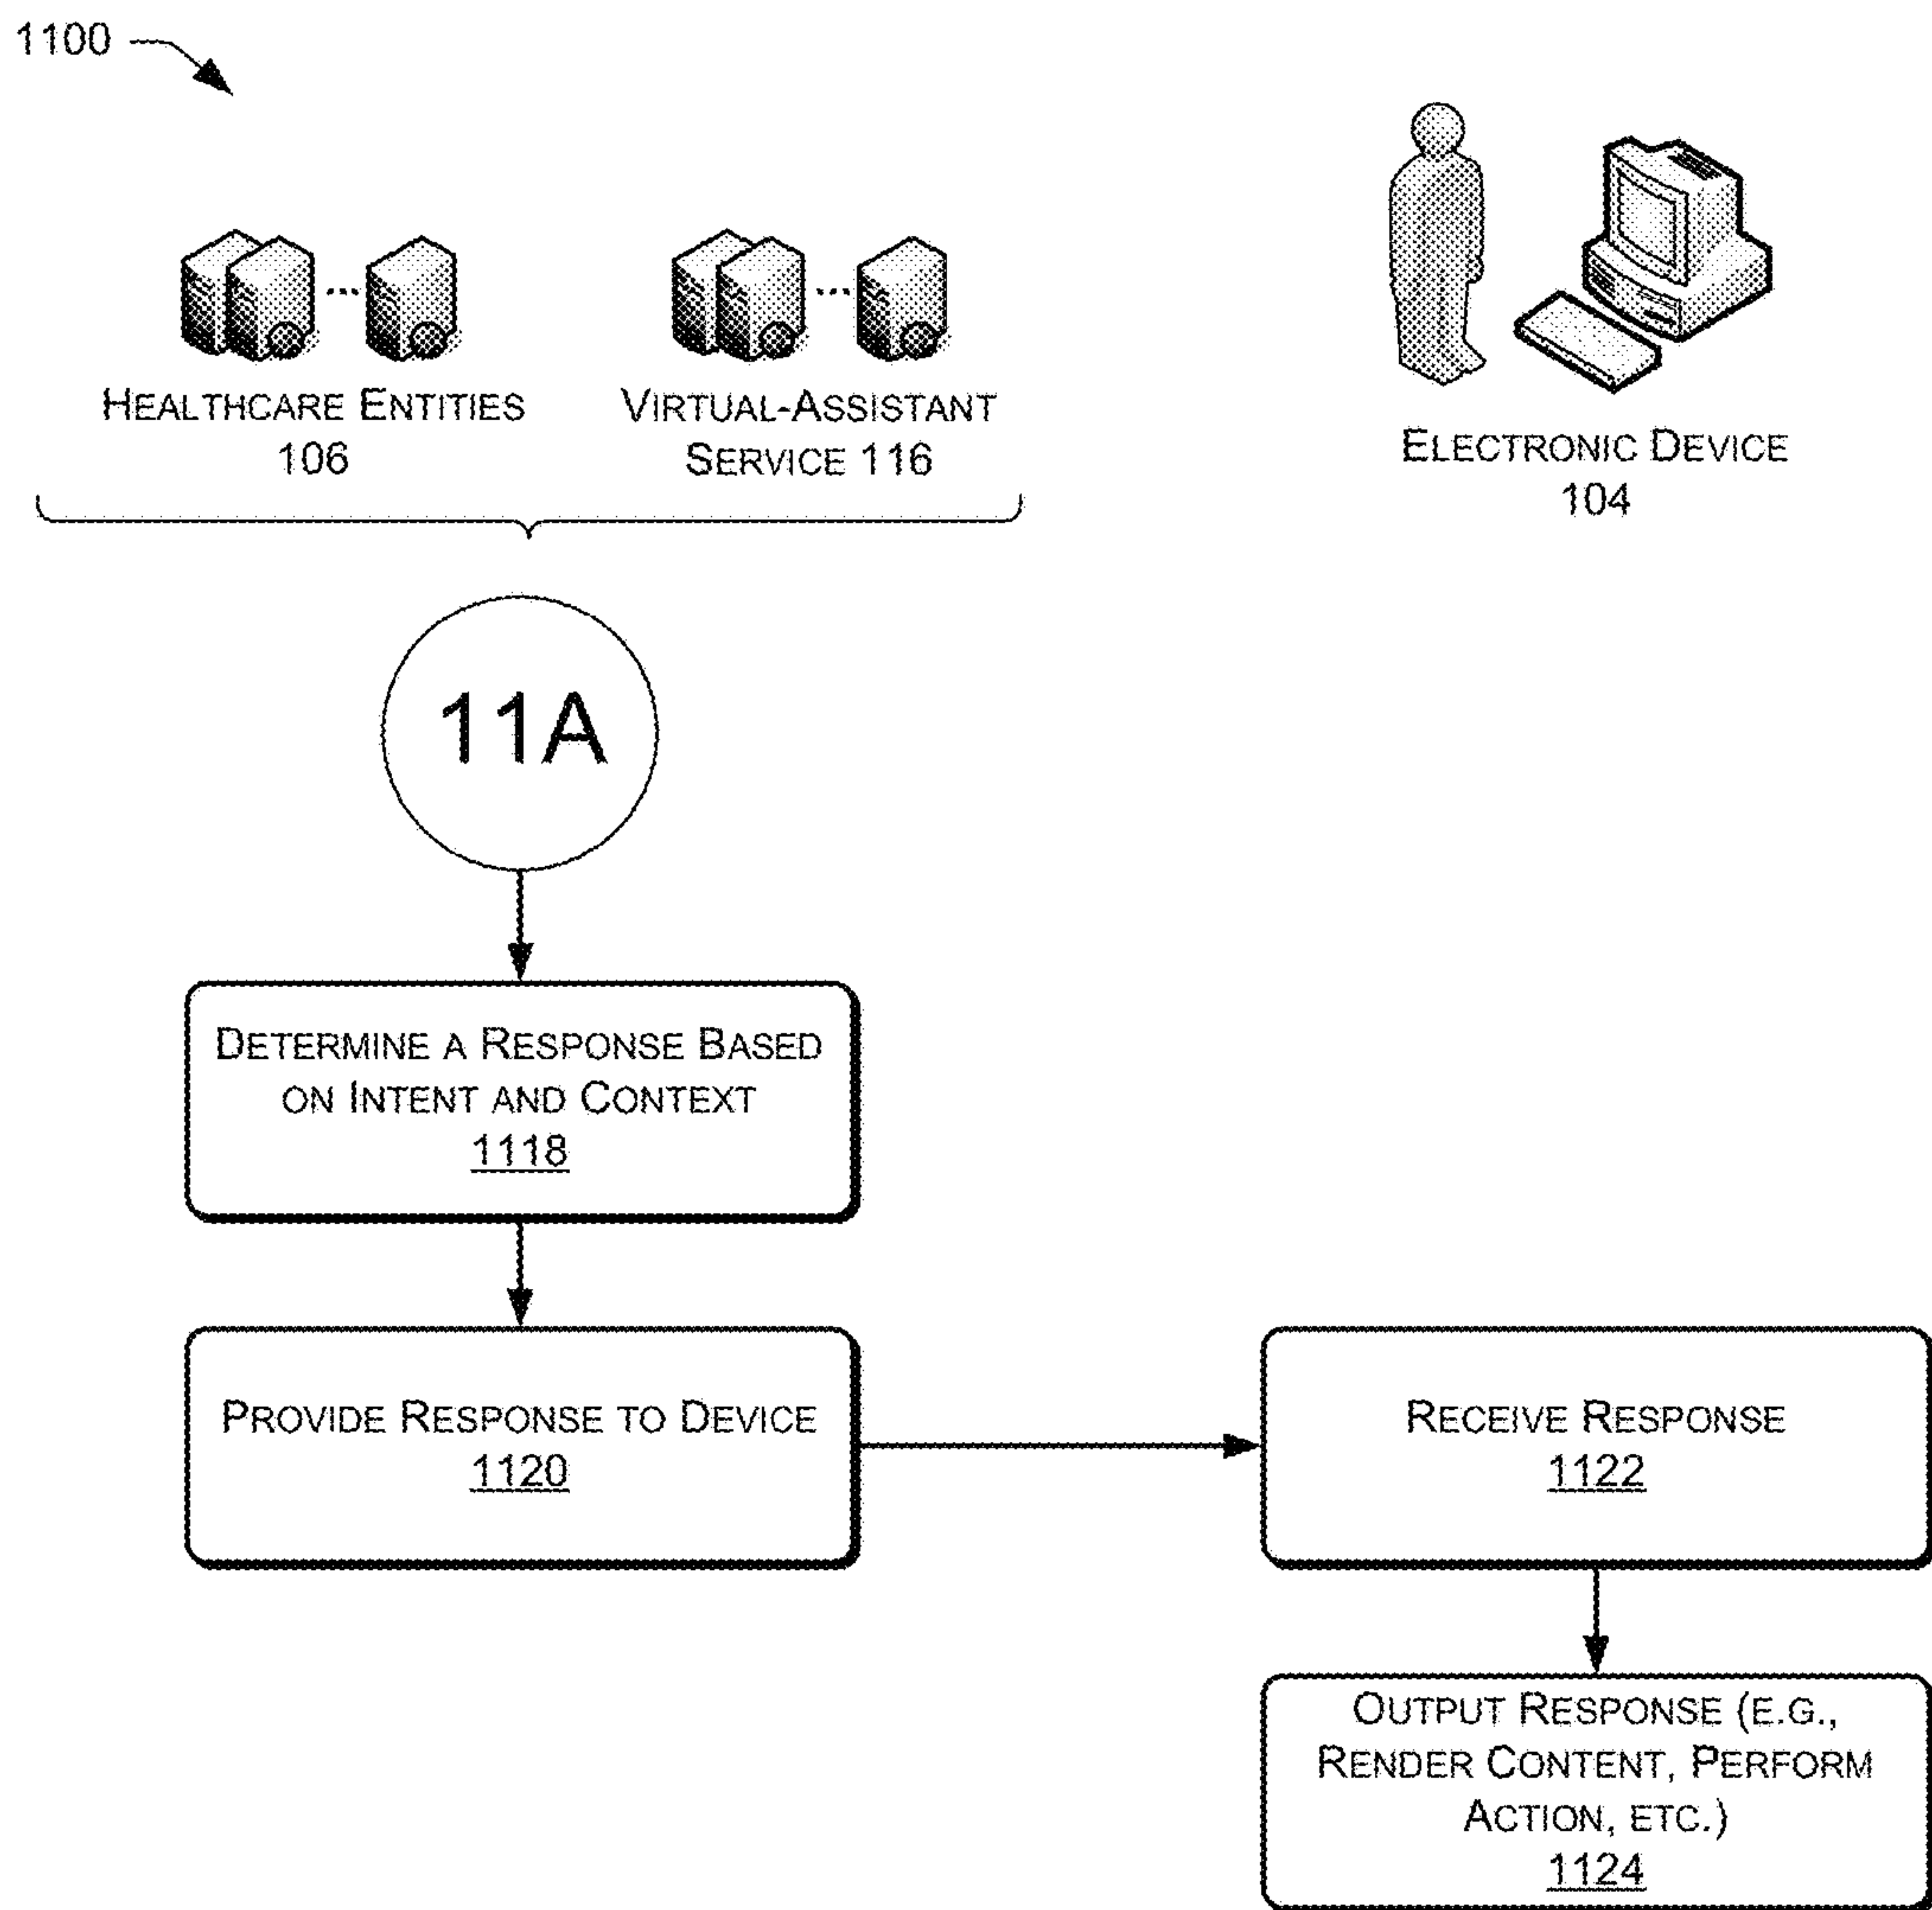 1100
HEALTHCARE ENTITIES
106
VIRTUAL-ASSISTANT
SERVICE 116
ELECTRONIC DEVICE
104
11A
DETERMINE A RESPONSE BASED
ON INTENT AND CONTEXT
1118
PROVIDE RESPONSE TO DEVICE
1120
RECEIVE RESPONSE
1122
OUTPUT RESPONSE (E.G.,
RENDER CONTENT, PERFORM
ACTION, ETC.)
1124